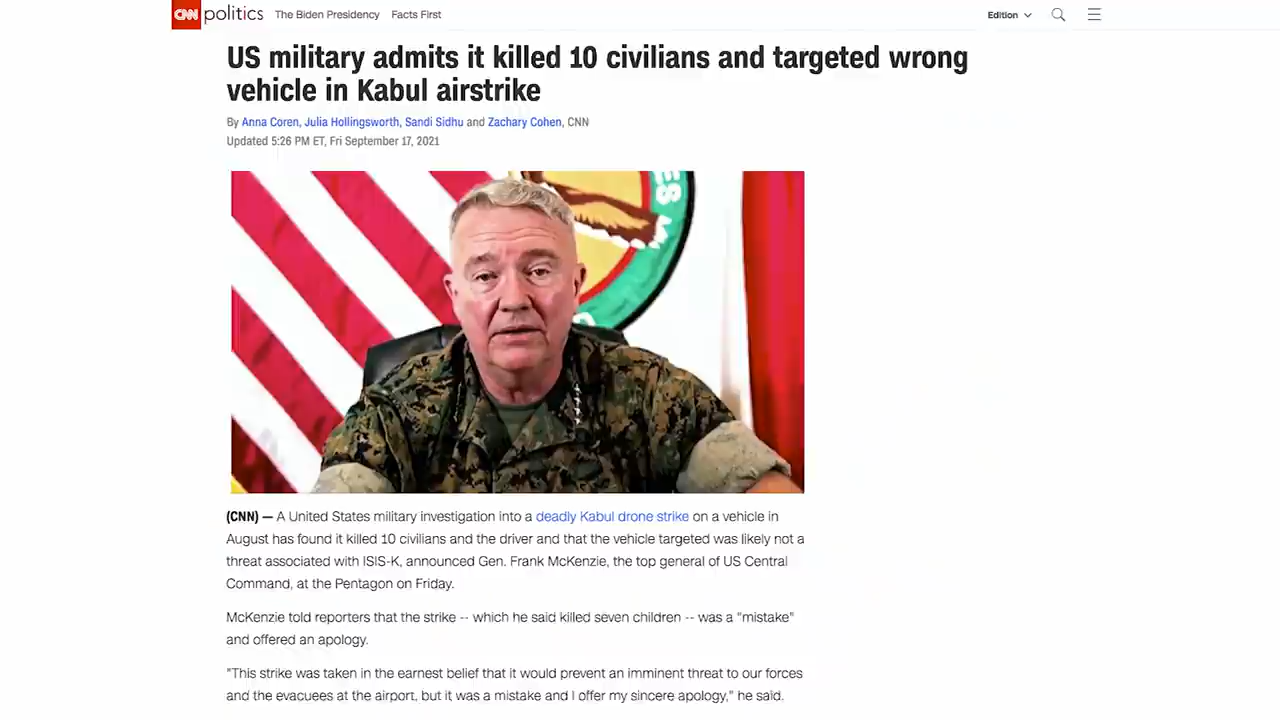 CNN politics The Biden Presidency Facts First Edition
US military admits it killed 10 civilians and targeted wrong
vehicle in Kabul airstrike
By Anna Coren, Julia Hollingsworth, Sandi Sidhu and Zachary Cohen, CNN
Updated 5:26 PM ET, Fri September 17, 2021
ES M
C
(CNN) — A United States military investigation into a deadly Kabul drone strike on a vehicle in
August has found it killed 10 civilians and the driver and that the vehicle targeted was likely not a
threat associated with ISIS-K, announced Gen. Frank McKenzie, the top general of US Central
Command, at the Pentagon on Friday.
McKenzie told reporters that the strike -- which he said killed seven children -- was a "mistake"
and offered an apology.
"This strike was taken in the earnest belief that it would prevent an imminent threat to our forces
and the evacuees at the airport, but it was a mistake and I offer my sincere apology," he said.